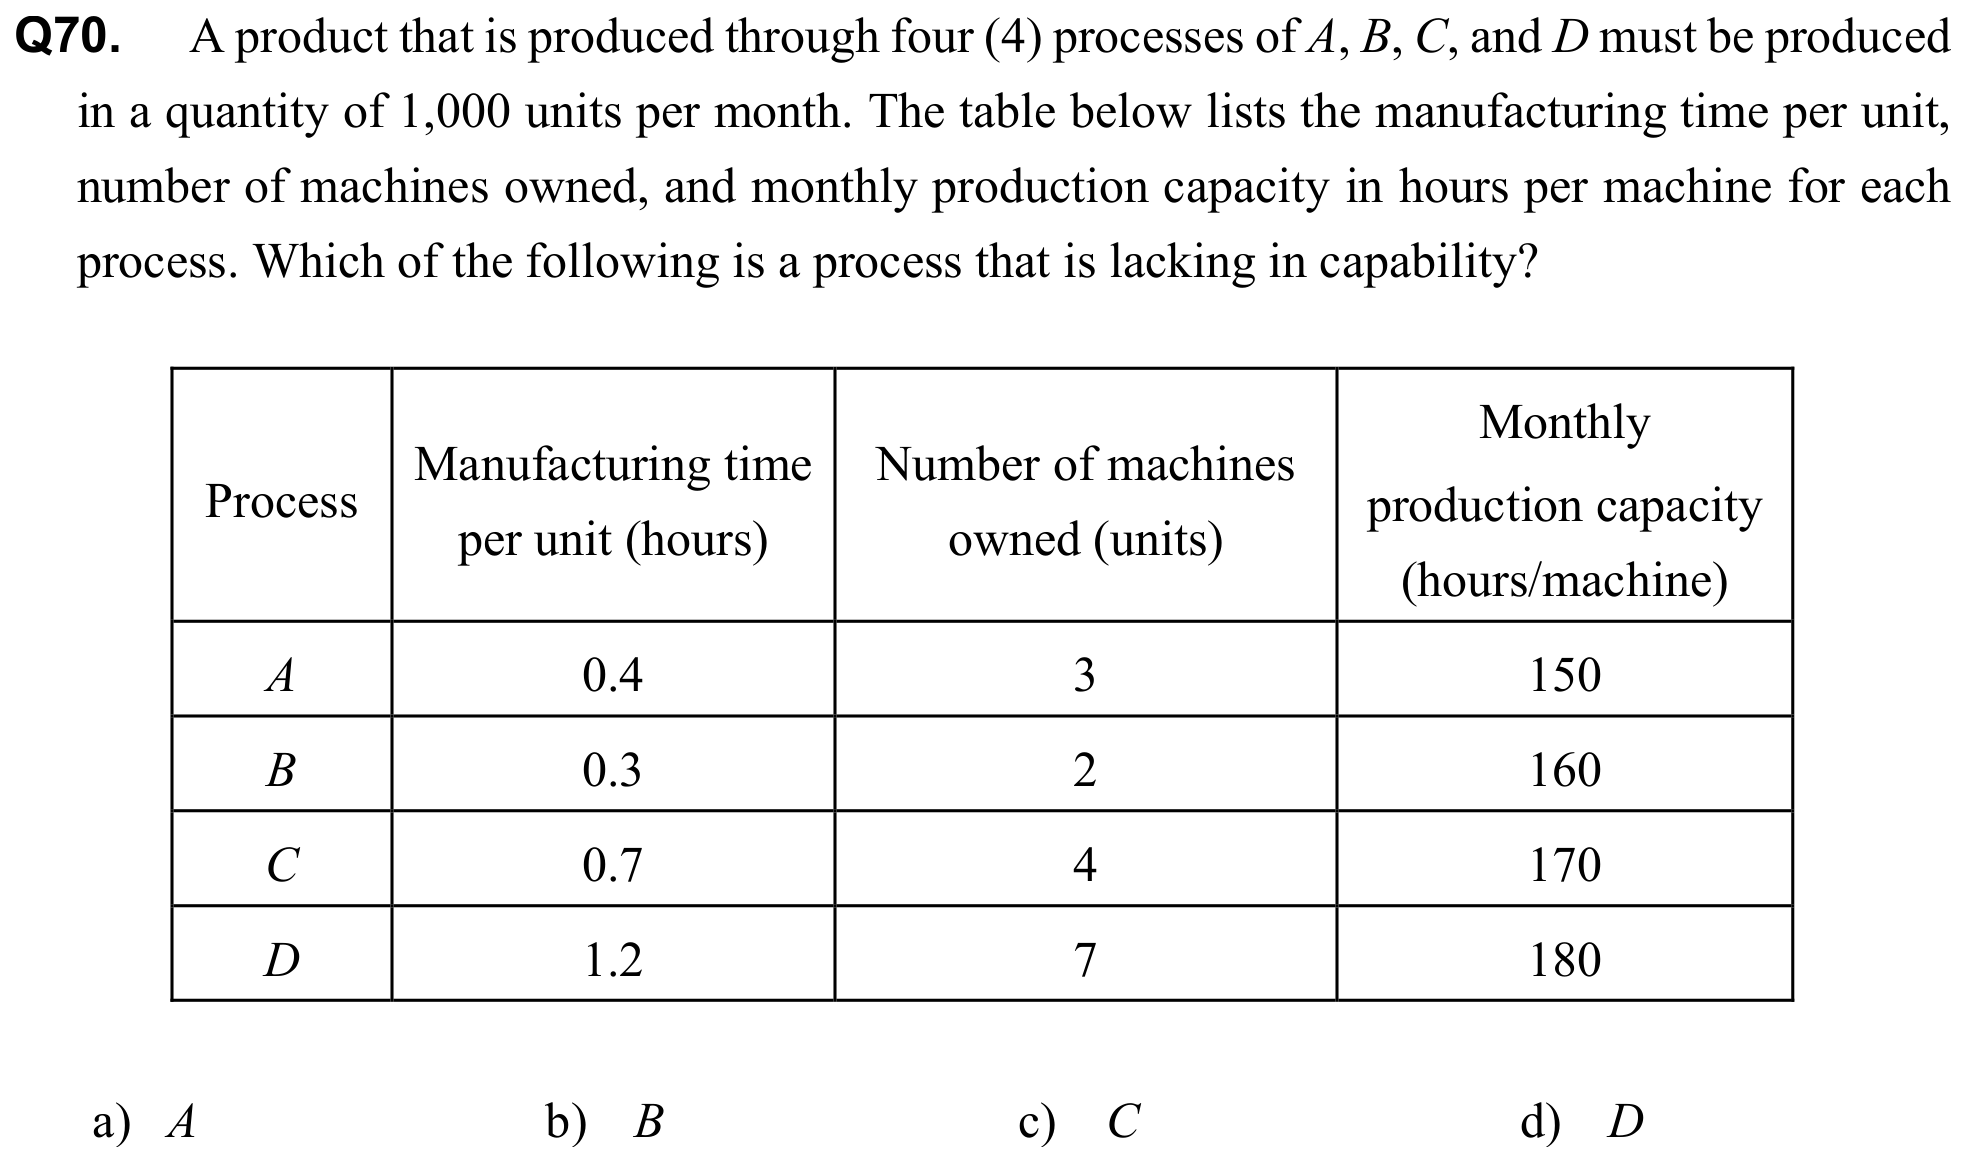 Q70. A product that is produced through four (4) processes of A, B, C, and D must be produced
in a quantity of 1,000 units per month. The table below lists the manufacturing time per unit,
number of machines owned, and monthly production capacity in hours per machine for each
process. Which of the following is a process that is lacking in capability?
Process
Manufacturing time
per unit (hours)
Number of machines
owned (units)
Monthly
production capacity
(hours/machine)
A 0.4 3 150
B 0.3 2 160
C 0.7 4 170
D 1.2 7 180
a) A b) B c) C d) D